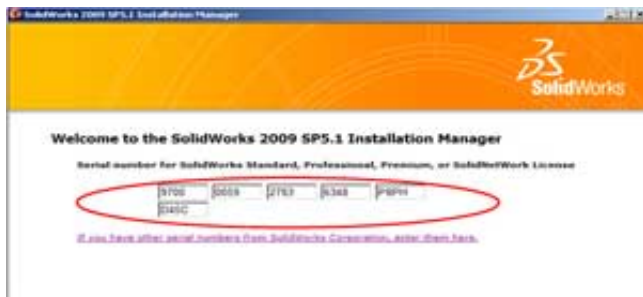 SolidWorks 2009 SP5.1 Installation Manager
SolidWorks
Welcome to the SolidWorks 2009 SP5.1 Installation Manager
Serial number for SolidWorks Standard, Professional, Premium, or SolidNetWork License
If you have other serial numbers from SolidWorks Corporation, enter them here.